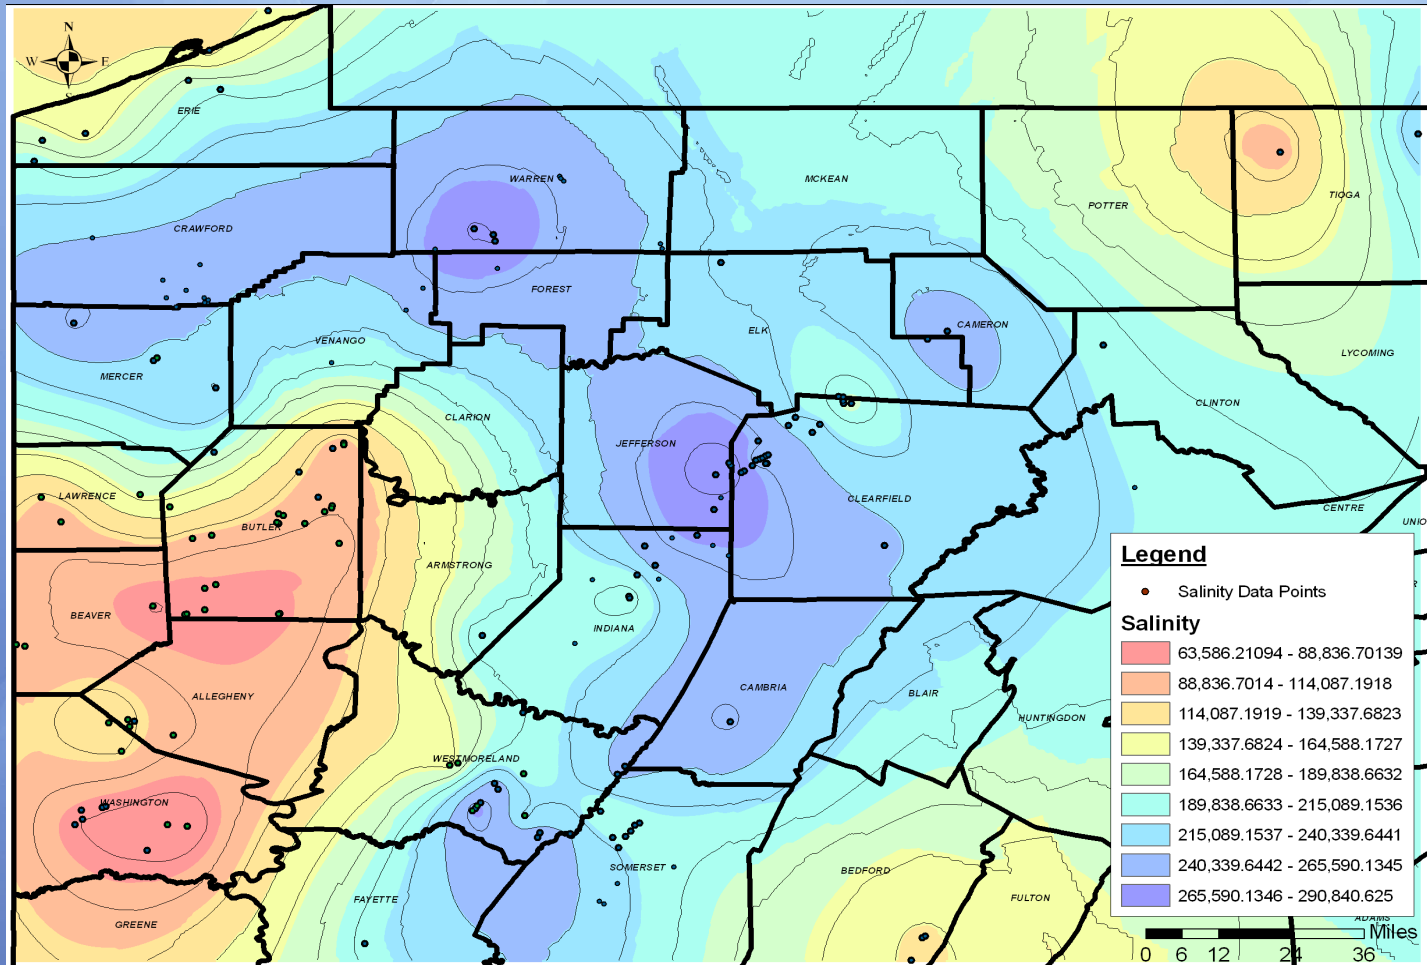 N
W E
S
ERIE
WARREN
MCKEAN
POTTER
TIOGA
CRAWFORD
FOREST
ELK
CAMERON
VENANGO
MERCER
LYCOMING
CLARION
CLINTON
JEFFERSON
LAWRENCE
BUTLER
CLEARFIELD
CENTRE
UNIO
ARMSTRONG
BEAVER
INDIANA
ALLEGHENY
CAMBRIA
BLAIR
HUNTINGDON
WESTMORELAND
WASHINGTON
SOMERSET
BEDFORD
FAYETTE
FULTON
GREENE
ADAMS
Legend
Salinity Data Points
Salinity
63,586.21094 - 88,836.70139
88,836.7014 - 114,087.1918
114,087.1919 - 139,337.6823
139,337.6824 - 164,588.1727
164,588.1728 - 189,838.6632
189,838.6633 - 215,089.1536
215,089.1537 - 240,339.6441
240,339.6442 - 265,590.1345
265,590.1346 - 290,840.625
Miles
0 6 12 24 36